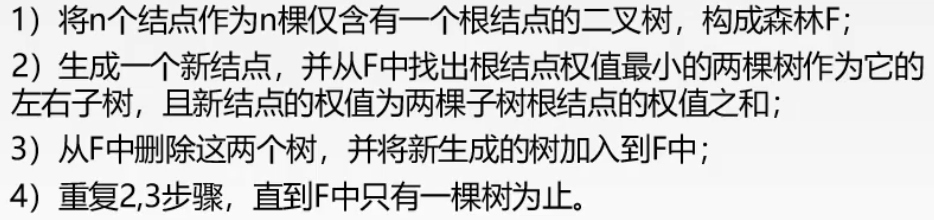 1）将n个结点作为n棵仅含有一个根结点的二叉树，构成森林F；
2）生成一个新结点，并从F中找出根结点权值最小的两棵树作为它的
左右子树，且新结点的权值为两棵子树根结点的权值之和；
3）从F中删除这两个树，并将新生成的树加入到F中；
4）重复2,3步骤，直到F中只有一棵树为止。